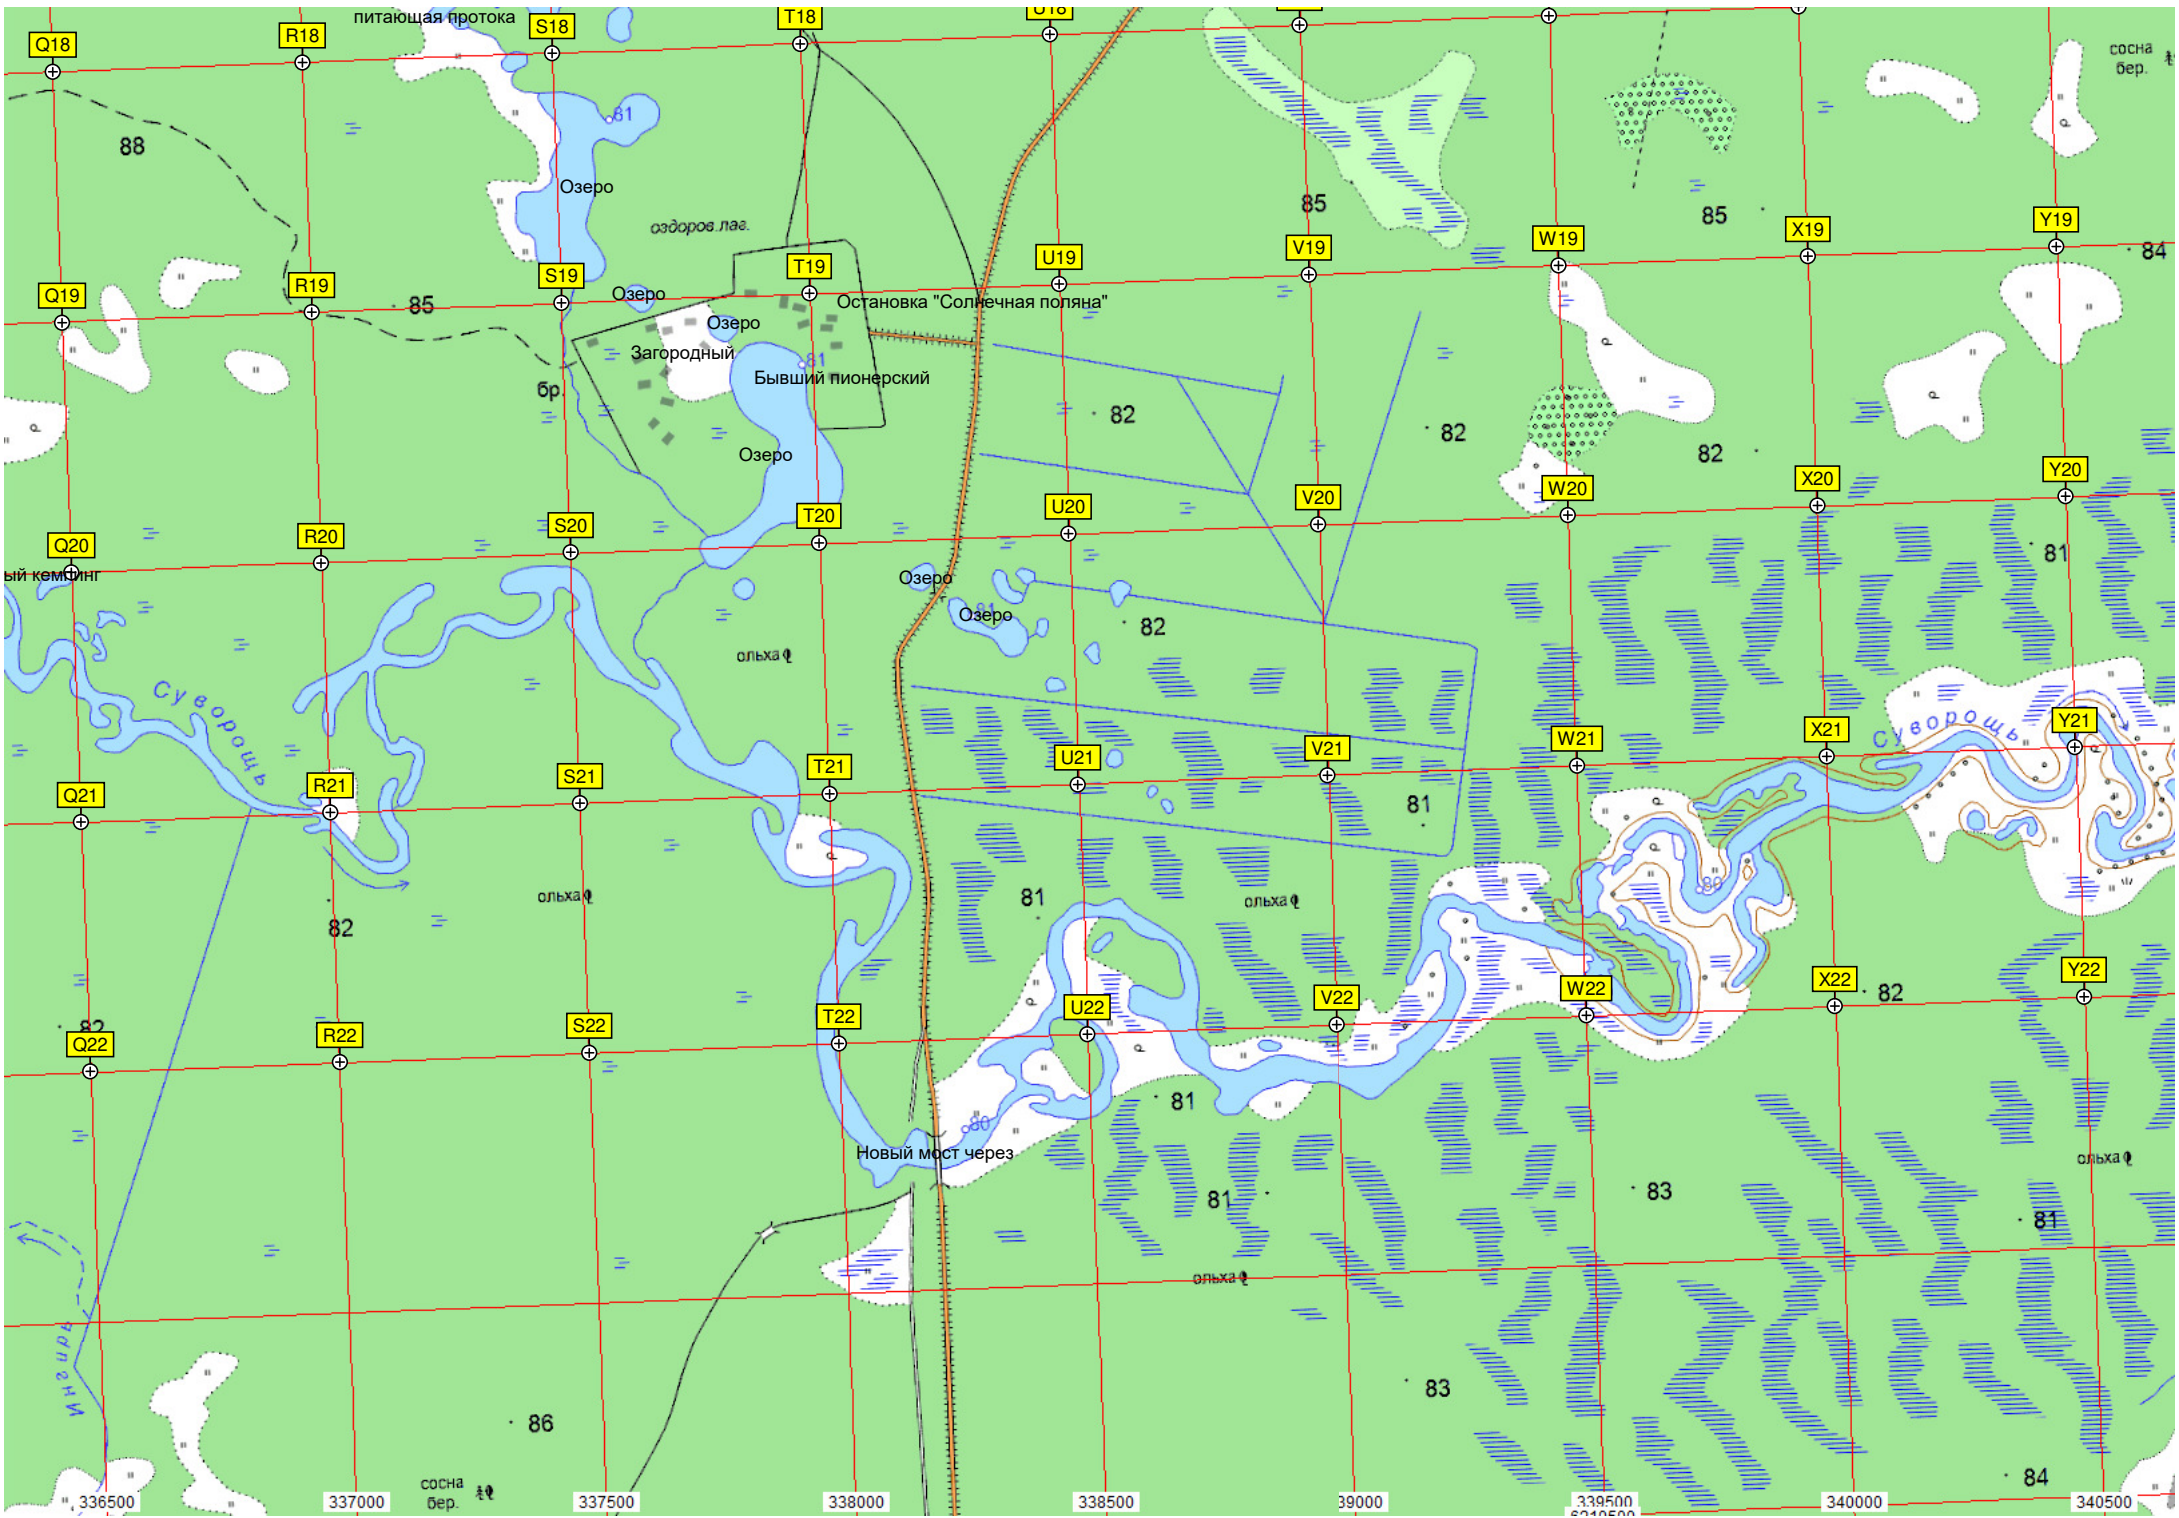 питающая протока
Q18
R18
S18
T18
U18
сосна
бер.
81
88
Озеро
85
85
оздоров.лаг.
Q19
R19
S19
T19
U19
V19
W19
X19
Y19
84
85
Озеро
Остановка "Солнечная поляна"
Озеро
Загородный
81
Бывший пионерский
бр.
82
82
82
Озеро
Q20
R20
S20
T20
U20
V20
W20
X20
Y20
81
ый кемпинг
Озеро
81
Озеро
82
ольха
Суворощь
Суворощь
Q21
R21
S21
T21
U21
V21
W21
X21
Y21
81
80
ольха
81
ольха
82
82
82
Q22
R22
S22
T22
U22
V22
W22
X22
Y22
81
80
Новый мост через
ольха
81
83
81
ольха
Ингирь
83
86
84
сосна
бер.
336500
337000
337500
338000
338500
39000
339500
340000
340500